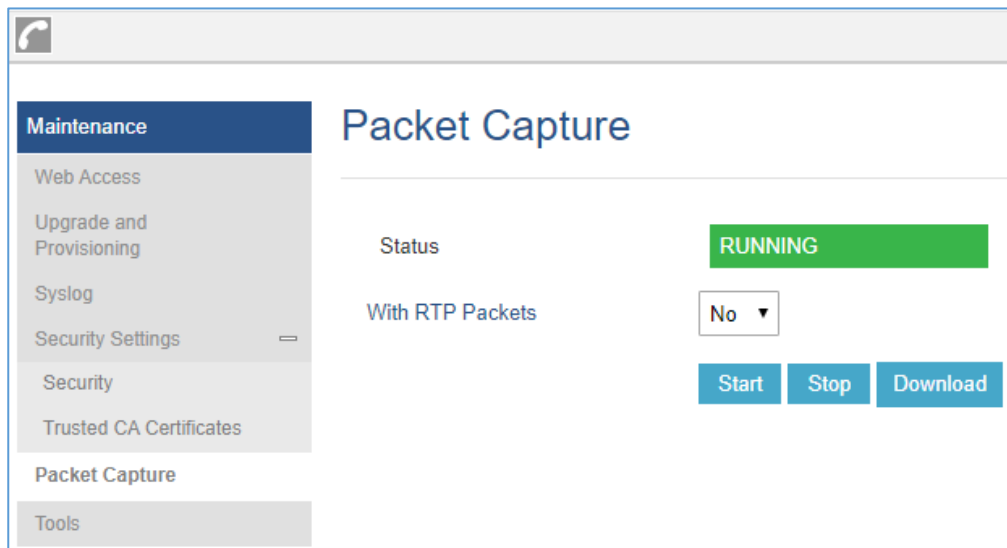 Maintenance
Web Access
Upgrade and
Provisioning
Syslog
Security Settings
Security
Trusted CA Certificates
Packet Capture
Tools
Packet Capture
Status
RUNNING
With RTP Packets
No
Start
Stop
Download